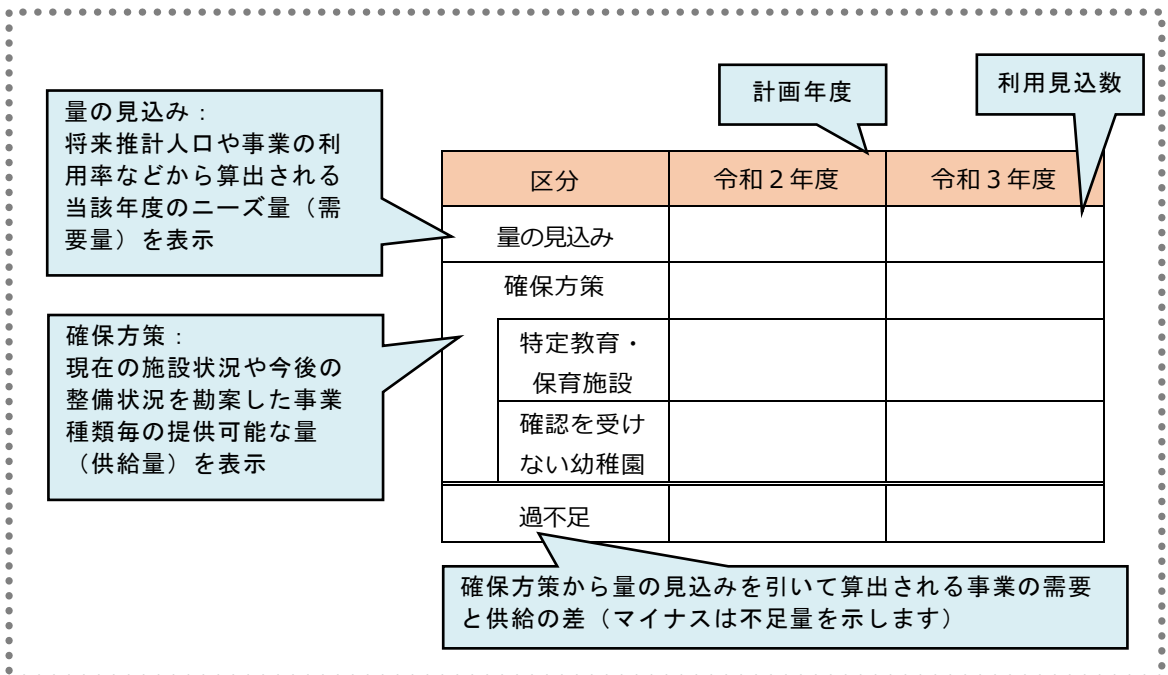 計画年度
利用見込数
量の見込み：
将来推計人口や事業の利
用率などから算出される
当該年度のニーズ量（需
要量）を表示
区分
令和２年度
令和３年度
量の見込み
確保方策
特定教育・
保育施設
確認を受け
ない幼稚園
過不足
確保方策：
現在の施設状況や今後の
整備状況を勘案した事業
種類毎の提供可能な量
（供給量）を表示
確保方策から量の見込みを引いて算出される事業の需要
と供給の差（マイナスは不足量を示します）